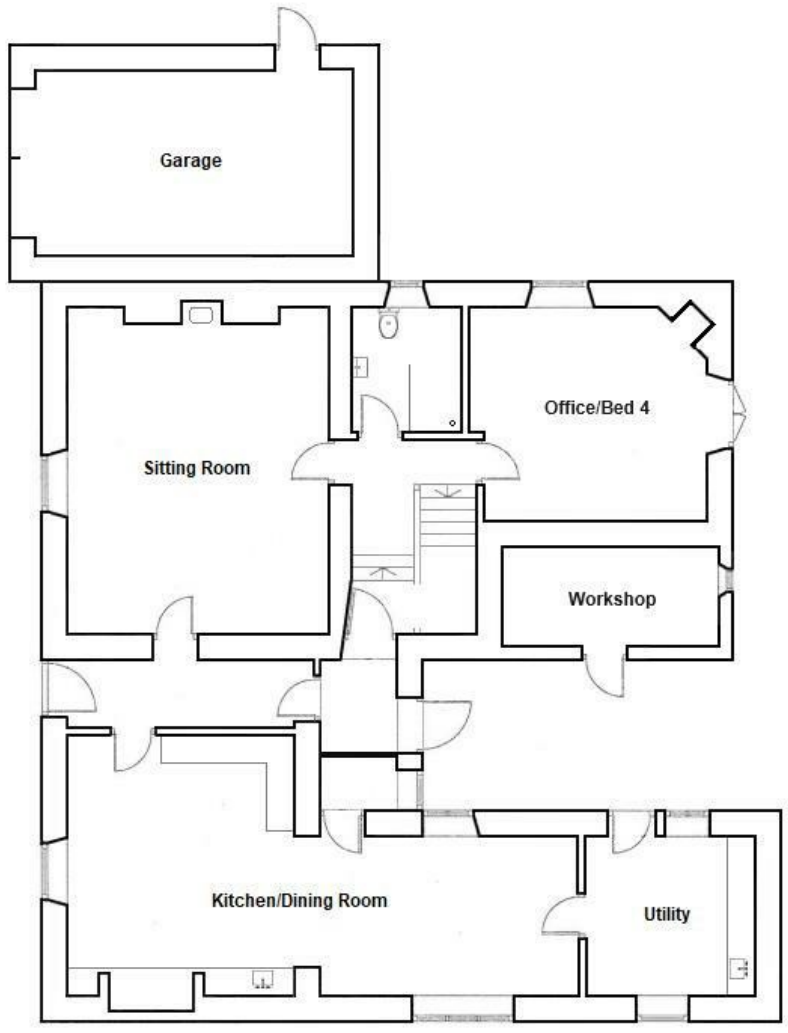 Garage
Office/Bed 4
Sitting Room
Workshop
Kitchen/Dining Room
Utility